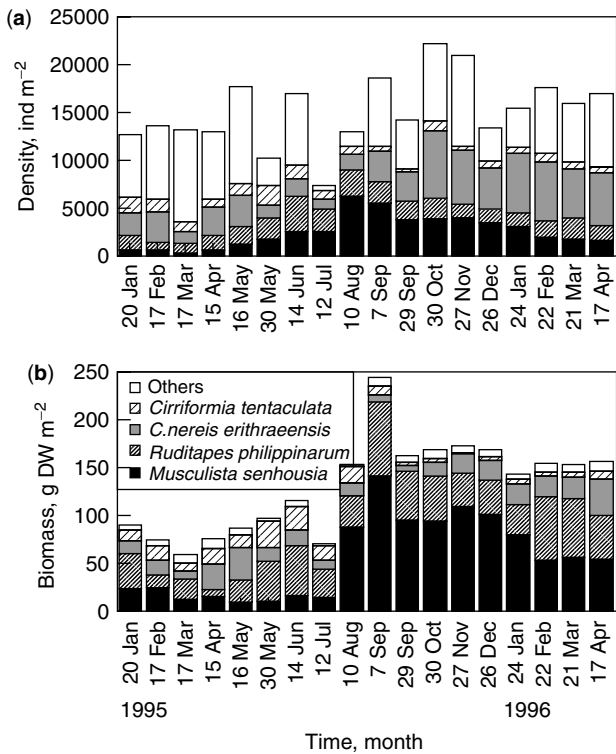 (a)
25000
20000
15000
10000
5000
0
Density, ind m−2
20 Jan
17 Feb
17 Mar
15 Apr
16 May
30 May
14 Jun
12 Jul
10 Aug
7 Sep
29 Sep
30 Oct
27 Nov
26 Dec
24 Jan
22 Feb
21 Mar
17 Apr
(b)
250
200
150
100
50
0
Biomass, g DW m−2
Others
Cirriformia tentaculata
C.nereis erithraeensis
Ruditapes philippinarum
Musculista senhousia
20 Jan
17 Feb
17 Mar
15 Apr
16 May
30 May
14 Jun
12 Jul
10 Aug
7 Sep
29 Sep
30 Oct
27 Nov
26 Dec
24 Jan
22 Feb
21 Mar
17 Apr
1995
1996
Time, month